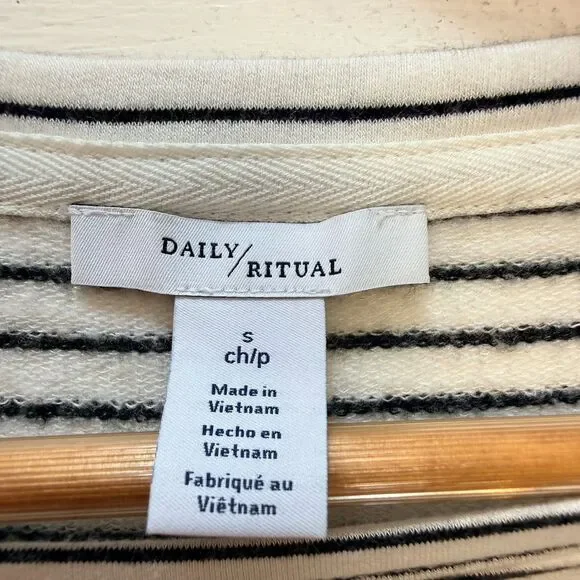 DAILY/RITUAL
s
ch/p
Made in
Vietnam
Hecho en
Vietnam
Fabriqué au
Viêtnam